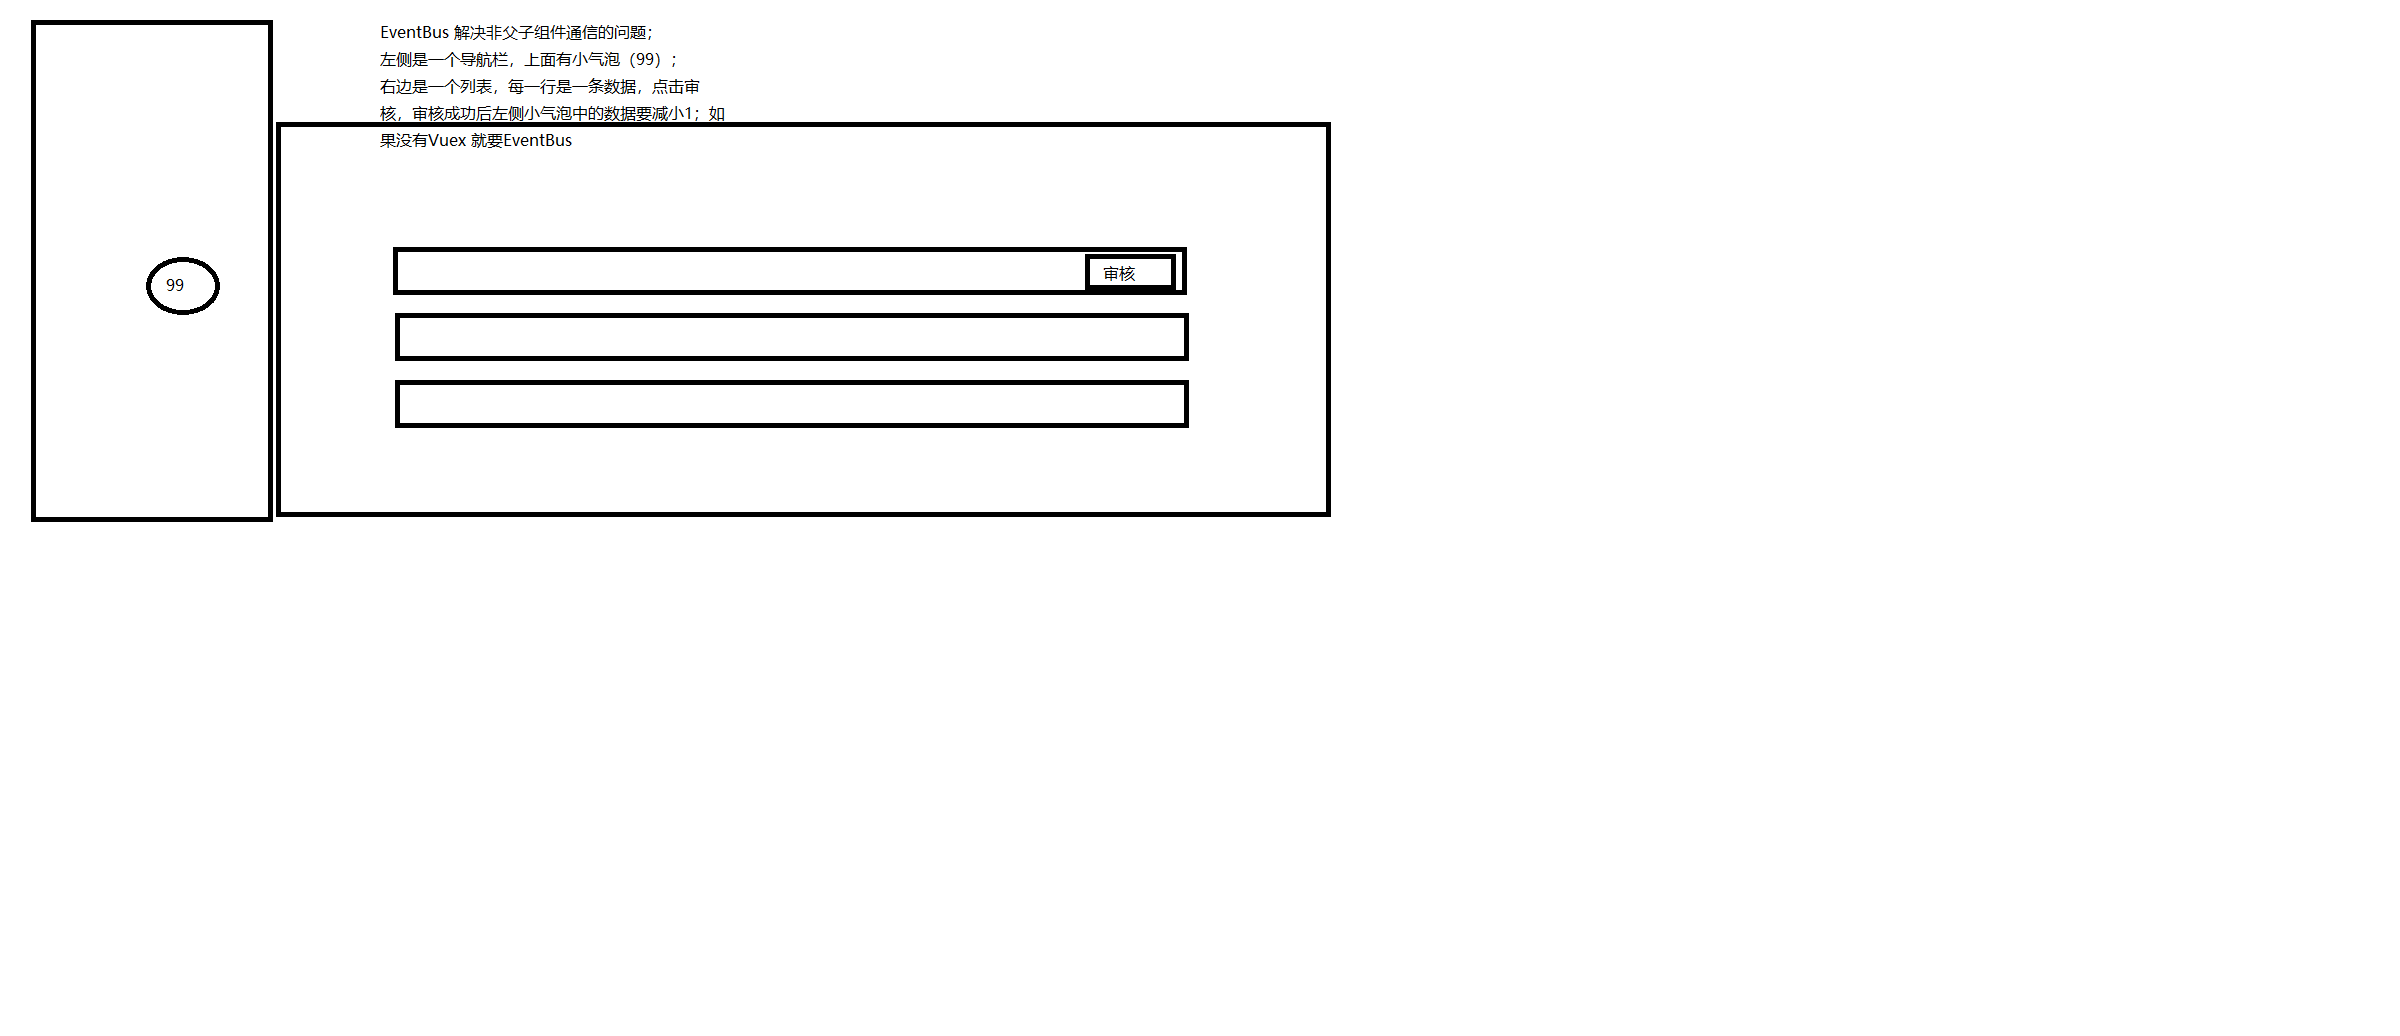 EventBus 解决非父子组件通信的问题；
左侧是一个导航栏，上面有小气泡（99）；
右边是一个列表，每一行是一条数据，点击审
核，审核成功后左侧小气泡中的数据要减小1；如
果没有Vuex 就要EventBus
99
审核